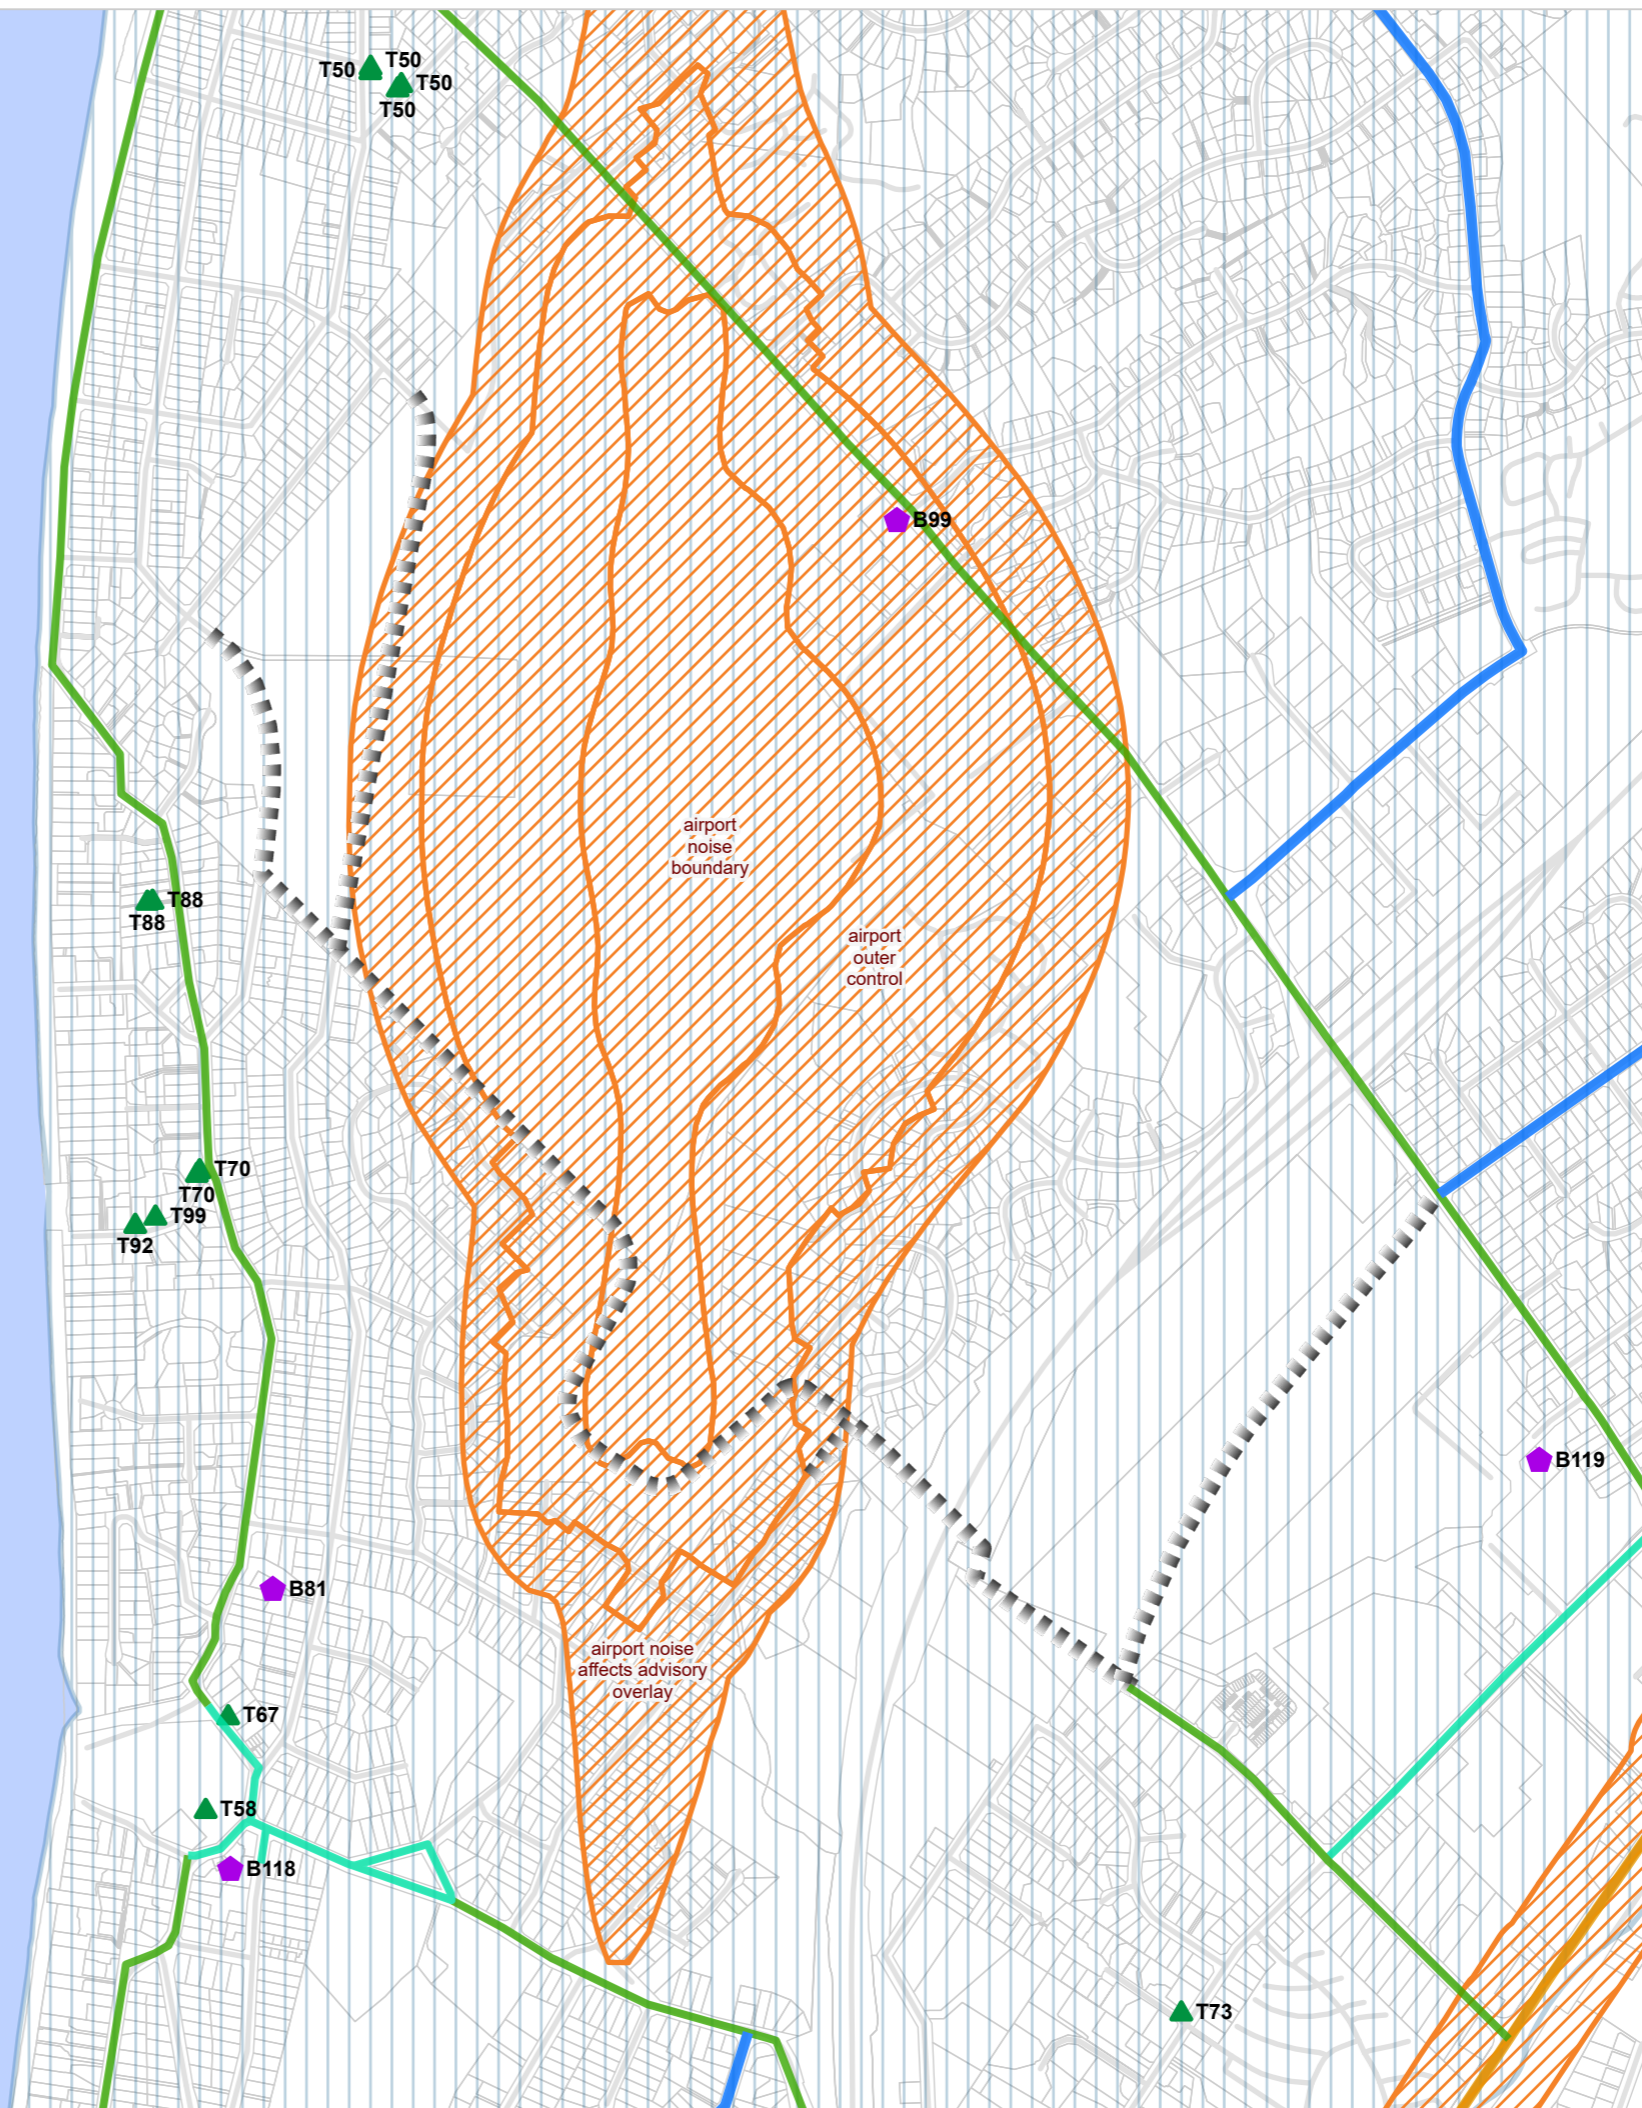 T50
T50
T50
T50
B99
airport
noise
boundary
T88
T88
airport
outer
control
T70
T70
T99
T92
B119
B81
airport noise
affects advisory
overlay
T67
T58
B118
T73